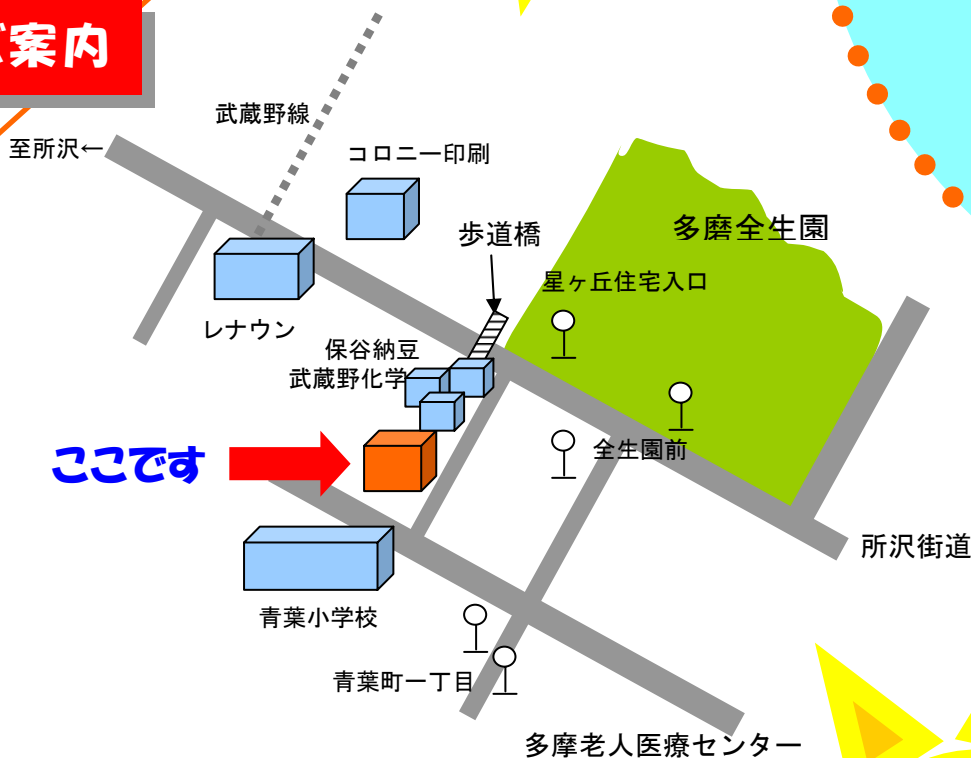 ご案内
武蔵野線
至所沢←
コロニー印刷
歩道橋
多磨全生園
星ヶ丘住宅入口
レナウン
保谷納豆
武蔵野化学
ここです
全生園前
所沢街道
青葉小学校
青葉町一丁目
多摩老人医療センター